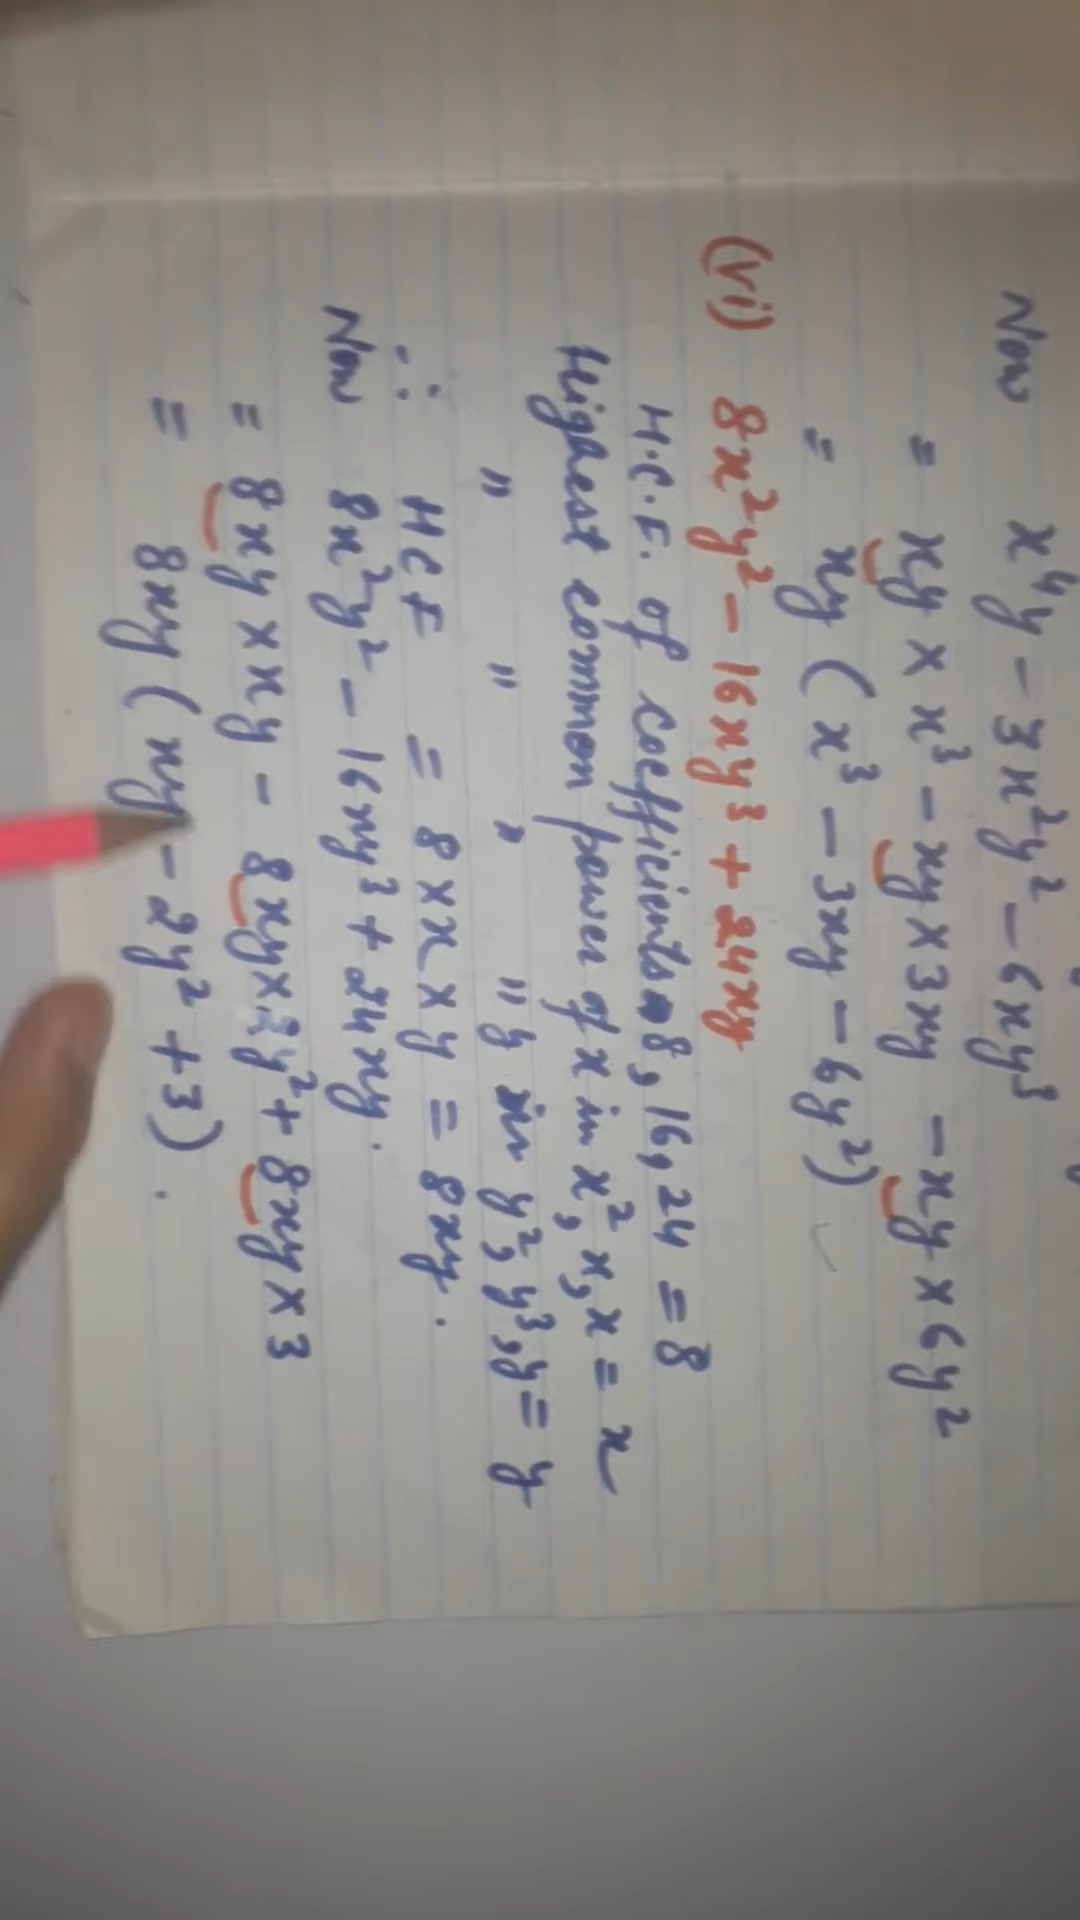 Now x⁴y - 3x²y² - 6xy³
= xy × x³ - xy × 3xy - xy × 6y²
= xy (x³ - 3xy - 6y²)
(vi) 8x²y² - 16xy³ + 24xy
H.C.F. of coefficients 8, 16, 24 = 8
Highest common power of x in x², x, x = x
" " " " y in y², y³, y = y
∴ HCF = 8 × x × y = 8xy.
Now 8x²y² - 16xy³ + 24xy.
= 8xy × xy - 8xy × 2y² + 8xy × 3
= 8xy (xy - 2y² + 3).